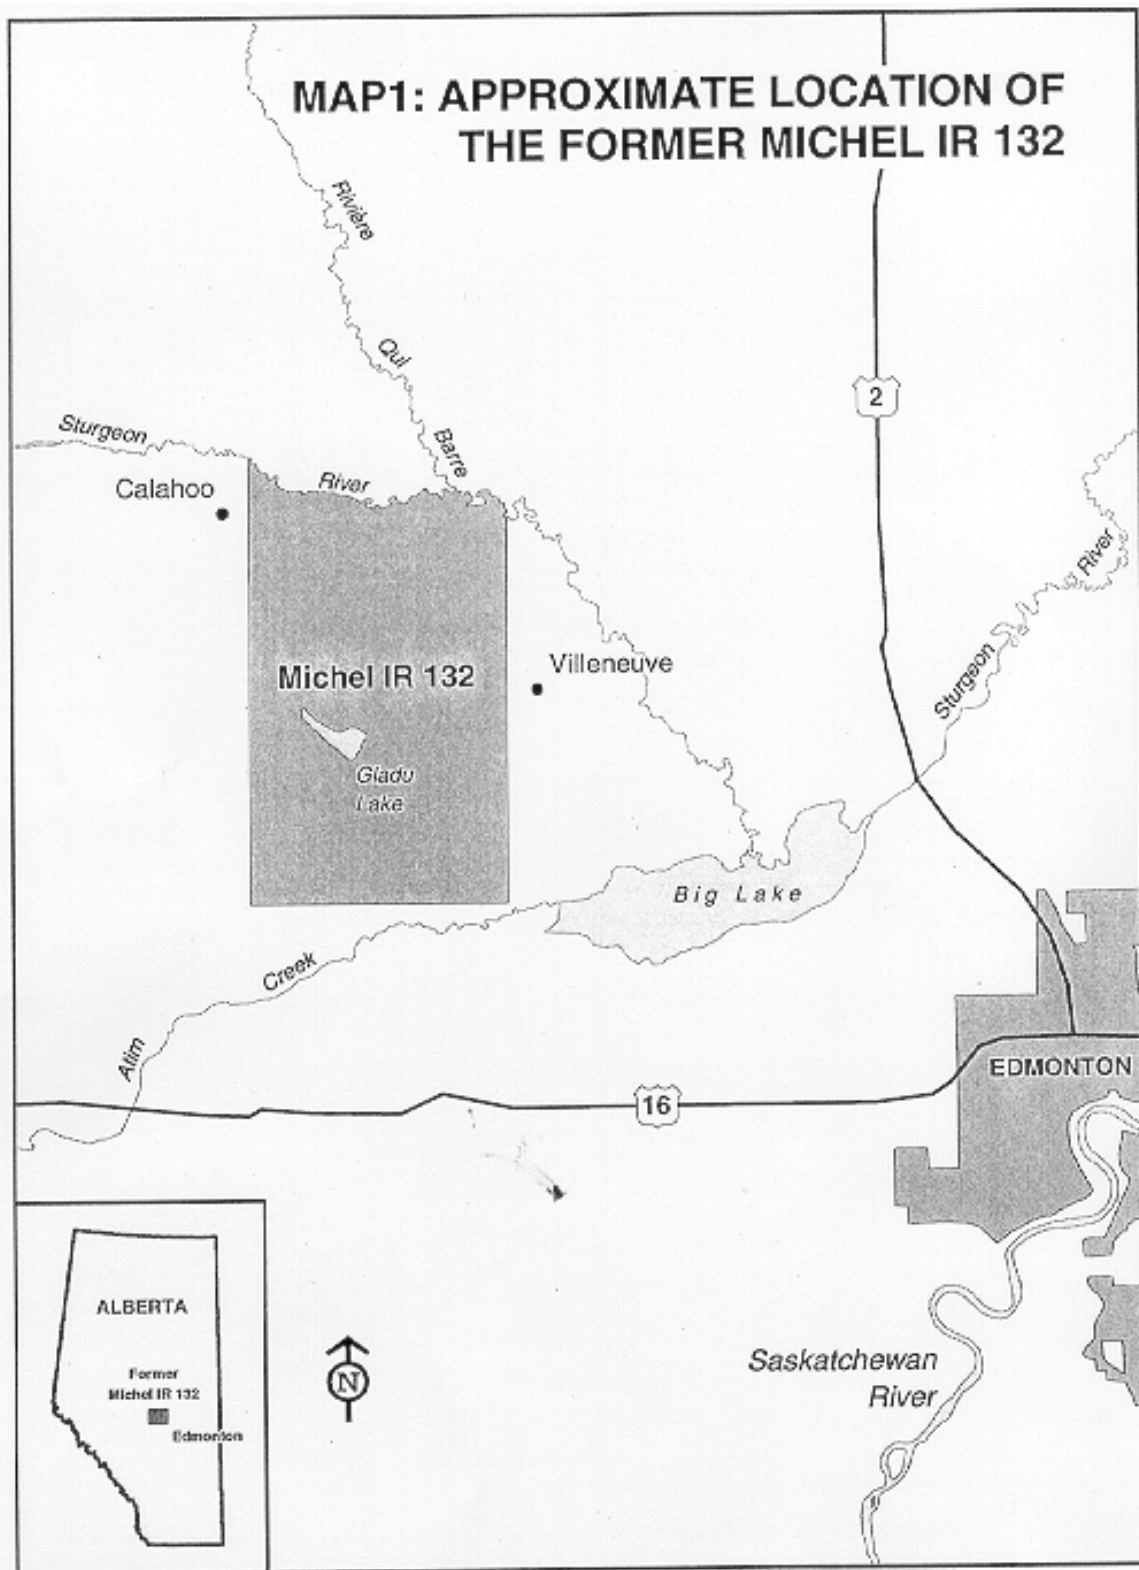 MAP1: APPROXIMATE LOCATION OF
THE FORMER MICHEL IR 132
Rivière
Qui
Barre
2
Sturgeon
River
Calahoo
River
Sturgeon
Michel IR 132
Villeneuve
Gladu
Lake
Big Lake
Creek
Atim
EDMONTON
16
ALBERTA
Former
Michel IR 132
Edmonton
N
Saskatchewan
River